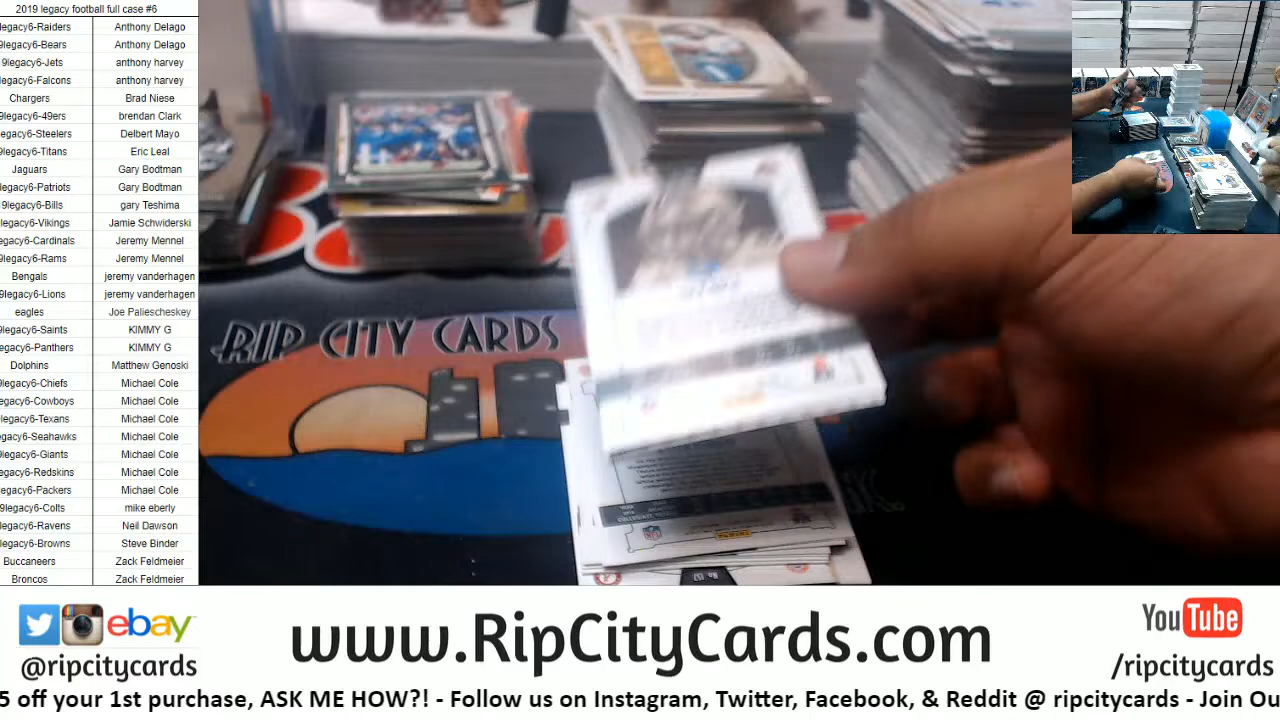 2019 legacy football full case #6
legacy6-Raiders Anthony Delago
legacy6-Bears Anthony Delago
9legacy6-Jets anthony harvey
legacy6-Falcons anthony harvey
Chargers Brad Niese
9legacy6-49ers brendan Clark
legacy6-Steelers Delbert Mayo
9legacy6-Titans Eric Leal
Jaguars Gary Bodtman
legacy6-Patriots Gary Bodtman
9legacy6-Bills gary Teshima
legacy6-Vikings Jamie Schwiderski
legacy6-Cardinals Jeremy Mennel
9legacy6-Rams Jeremy Mennel
Bengals jeremy vanderhagen
9legacy6-Lions jeremy vanderhagen
eagles Joe Paliescheskey
9legacy6-Saints KIMMY G
legacy6-Panthers KIMMY G
Dolphins Matthew Genoski
legacy6-Chiefs Michael Cole
egacy6-Cowboys Michael Cole
legacy6-Texans Michael Cole
egacy6-Seahawks Michael Cole
legacy6-Giants Michael Cole
legacy6-Redskins Michael Cole
legacy6-Packers Michael Cole
9legacy6-Colts mike eberly
legacy6-Ravens Neil Dawson
legacy6-Browns Steve Binder
Buccaneers Zack Feldmeier
Broncos Zack Feldmeier
RIP CITY CARDS
ebay
@ripcitycards
www.RipCityCards.com
YouTube
/ripcitycards
5 off your 1st purchase, ASK ME HOW?! - Follow us on Instagram, Twitter, Facebook, & Reddit @ ripcitycards - Join Ou